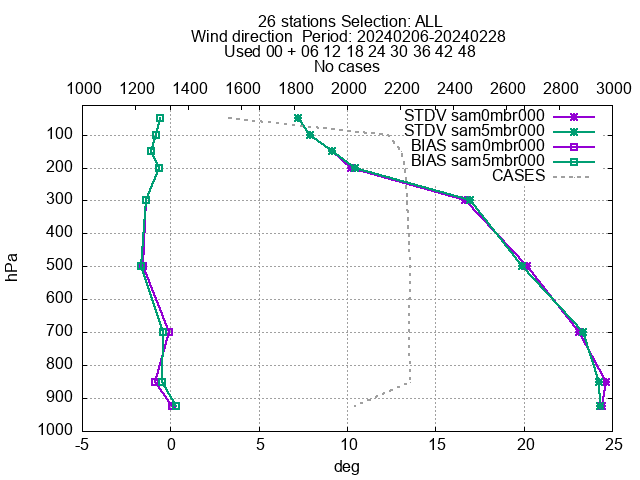 26 stations Selection: ALL
Wind direction  Period: 20240206-20240228
Used 00 + 06 12 18 24 30 36 42 48
No cases
1000 1200 1400 1600 1800 2000 2200 2400 2600 2800 3000
STDV sam0mbr000
STDV sam5mbr000
BIAS sam0mbr000
BIAS sam5mbr000
CASES
100
200
300
400
500
600
700
800
900
1000
hPa
-5 0 5 10 15 20 25
deg